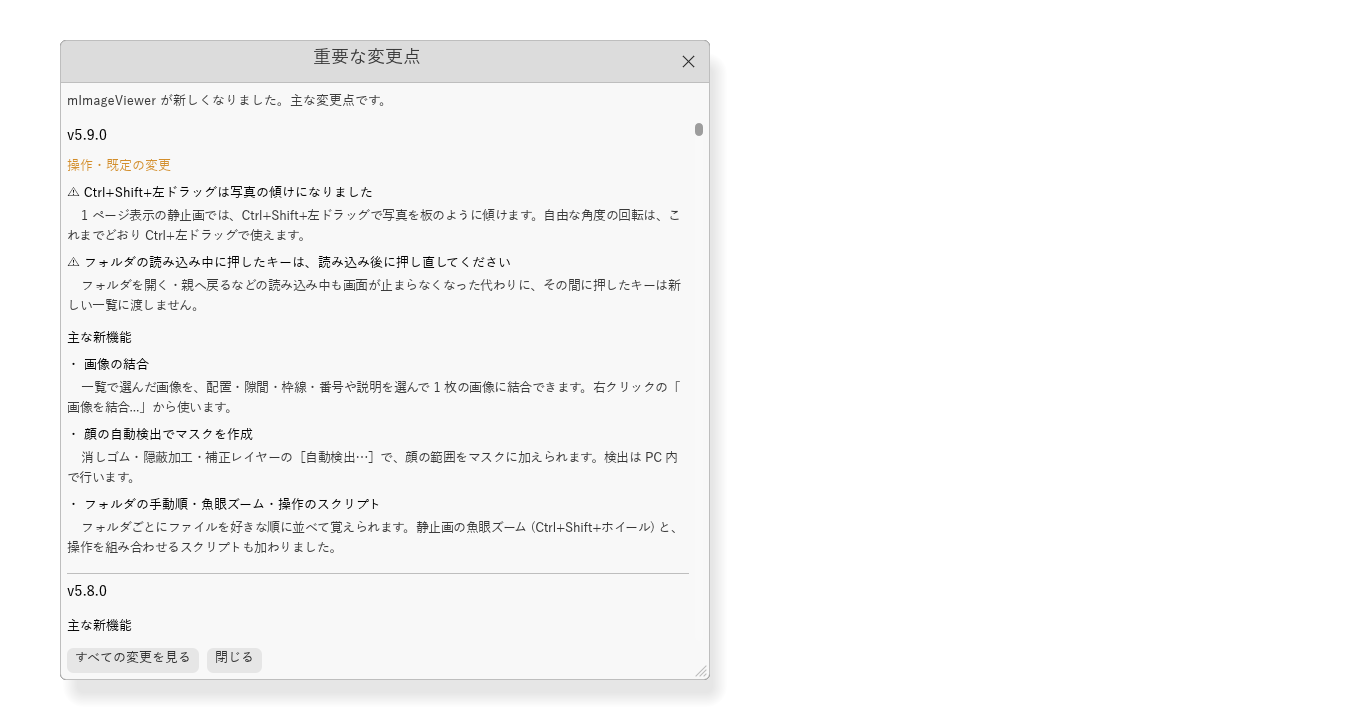 重要な変更点
mImageViewer が新しくなりました。主な変更点です。
v5.9.0
操作・既定の変更
⚠ Ctrl+Shift+左ドラッグは写真の傾けになりました
1 ページ表示の静止画では、Ctrl+Shift+左ドラッグで写真を板のように傾けます。自由な角度の回転は、こ
れまでどおり Ctrl+左ドラッグで使えます。
⚠ フォルダの読み込み中に押したキーは、読み込み後に押し直してください
フォルダを開く・親へ戻るなどの読み込み中も画面が止まらなくなった代わりに、その間に押したキーは新
しい一覧に渡しません。
主な新機能
・ 画像の結合
一覧で選んだ画像を、配置・隙間・枠線・番号や説明を選んで 1 枚の画像に結合できます。右クリックの「
画像を結合...」から使います。
・ 顔の自動検出でマスクを作成
消しゴム・隠蔽加工・補正レイヤーの［自動検出…］で、顔の範囲をマスクに加えられます。検出は PC 内
で行います。
・ フォルダの手動順・魚眼ズーム・操作のスクリプト
フォルダごとにファイルを好きな順に並べて覚えられます。静止画の魚眼ズーム (Ctrl+Shift+ホイール) と、
操作を組み合わせるスクリプトも加わりました。
v5.8.0
主な新機能
すべての変更を見る
閉じる